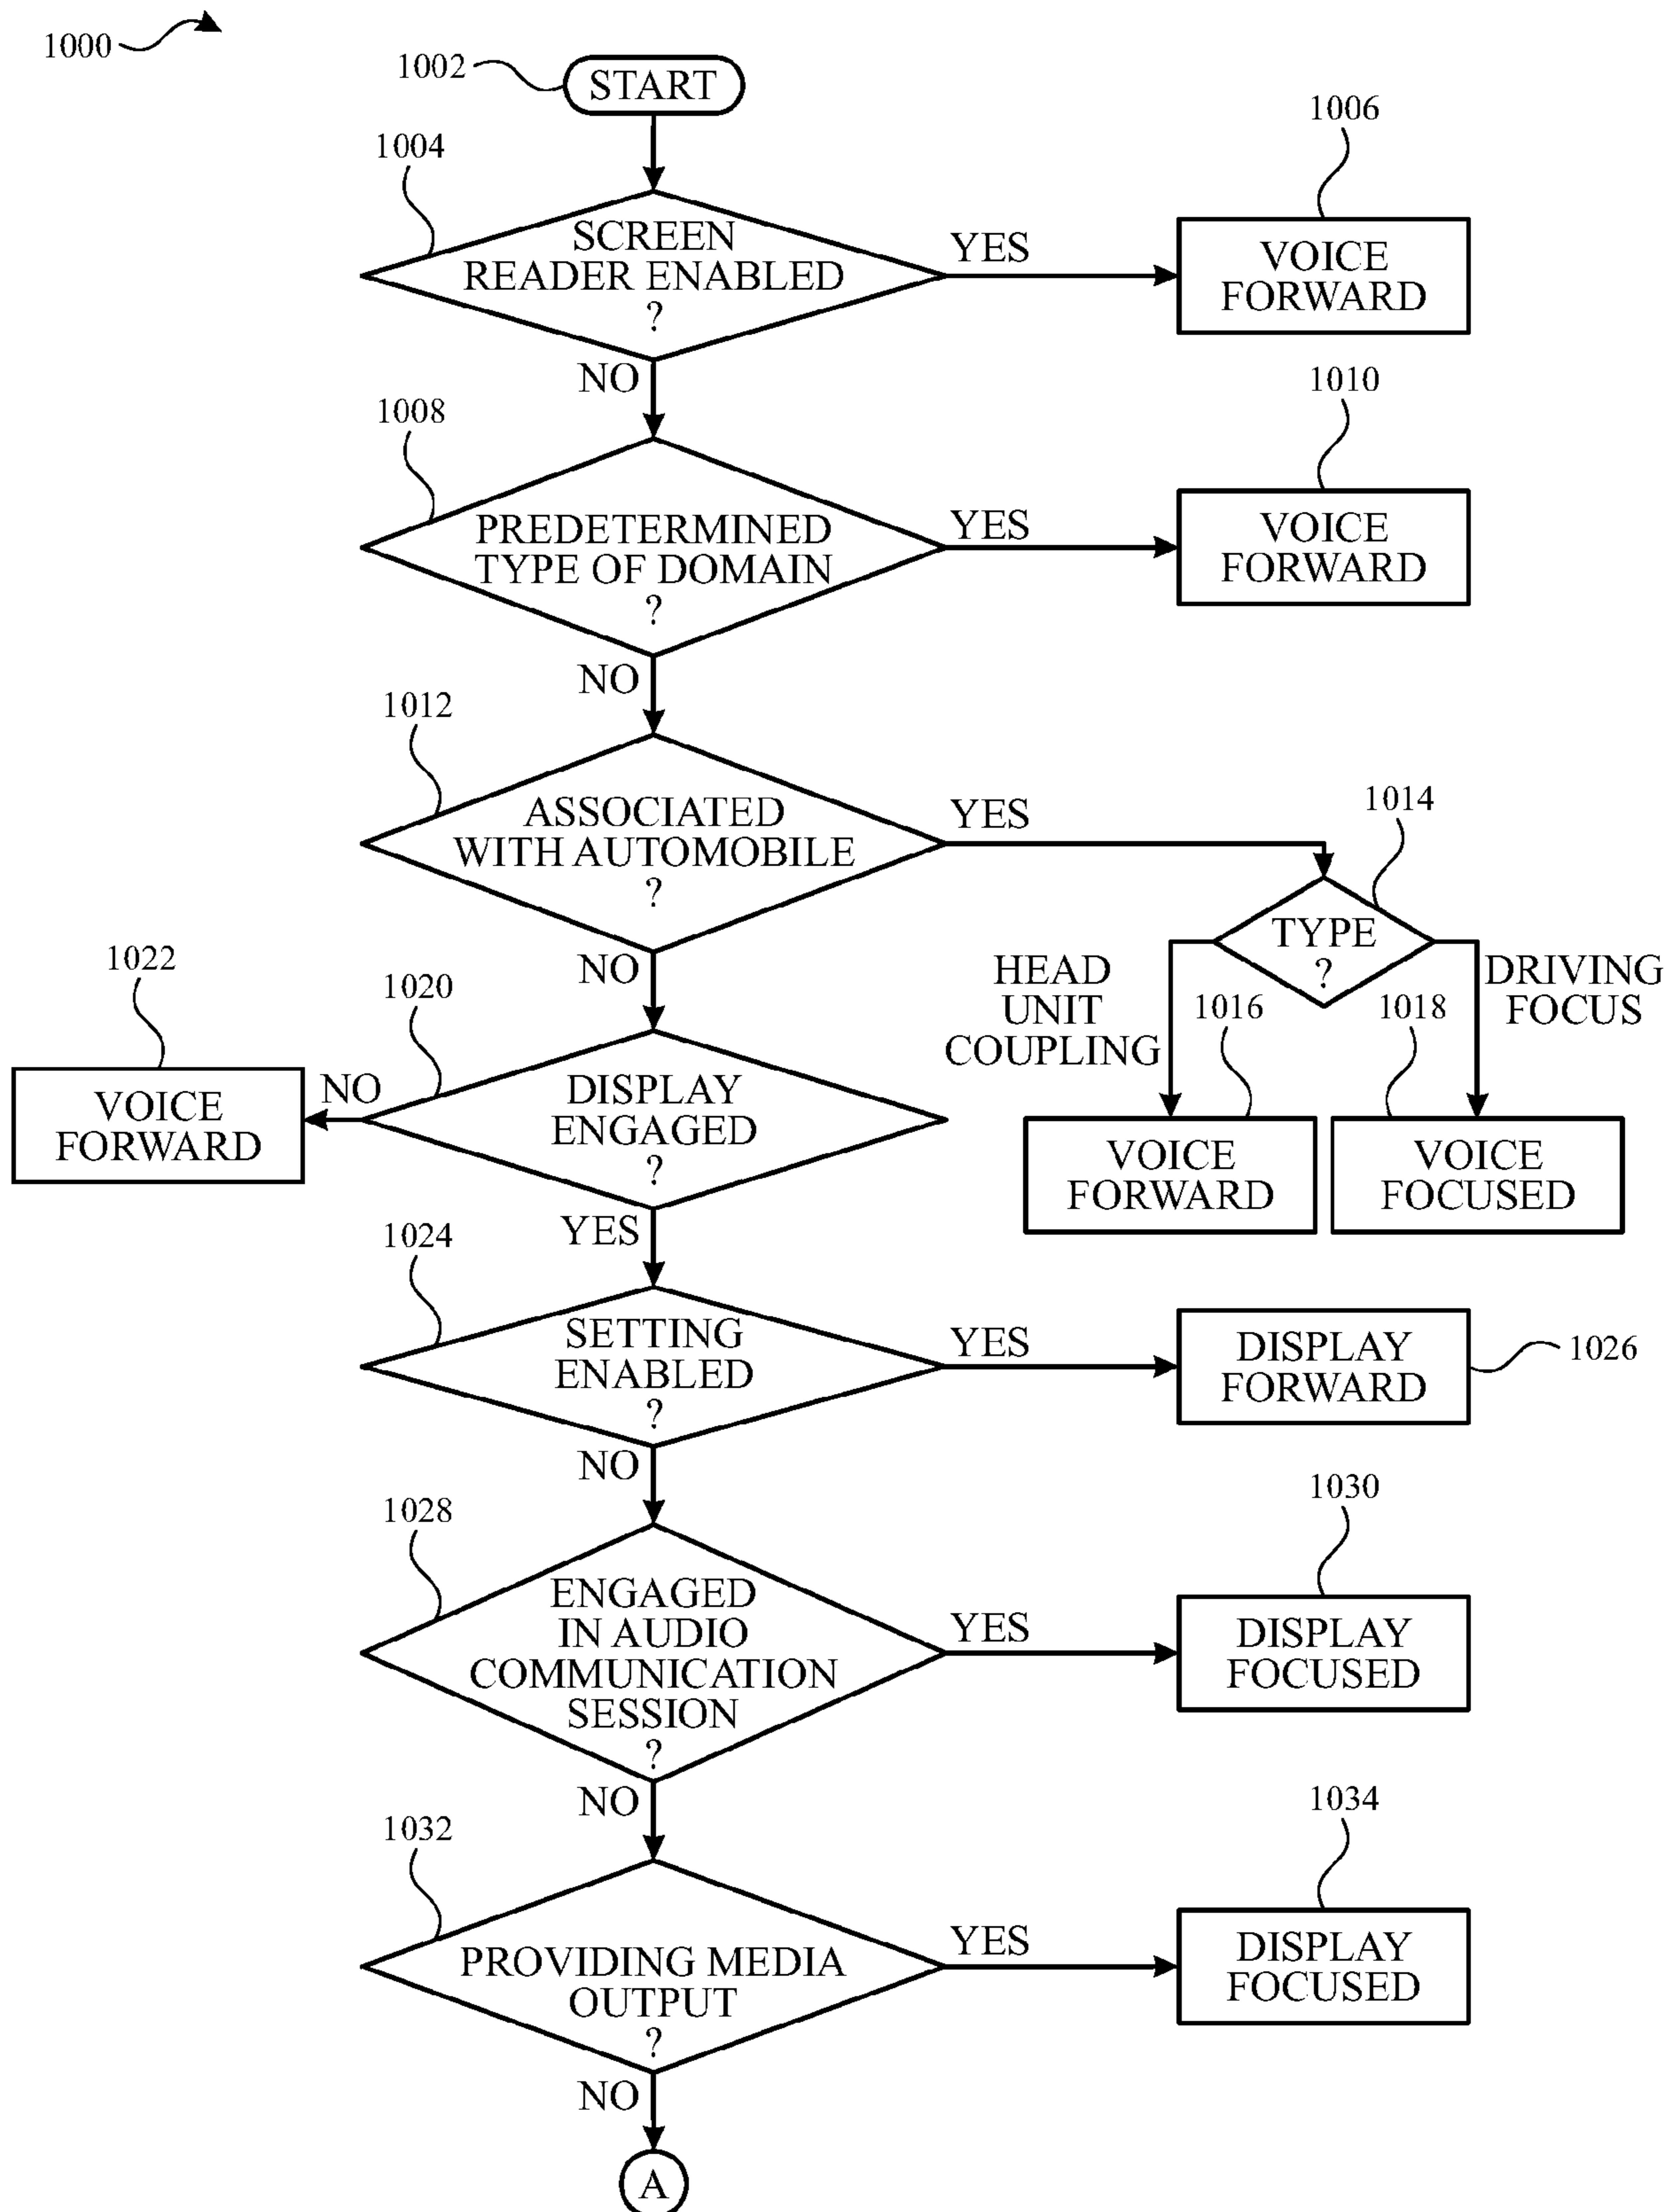 1000
1002
START
1004
1006
SCREEN
READER ENABLED
?
YES
VOICE
FORWARD
NO
1008
1010
PREDETERMINED
TYPE OF DOMAIN
?
YES
VOICE
FORWARD
NO
1012
ASSOCIATED
WITH AUTOMOBILE
?
YES
1014
TYPE
?
HEAD
UNIT
COUPLING
DRIVING
FOCUS
1016
1018
VOICE
FORWARD
VOICE
FOCUSED
NO
1020
1022
DISPLAY
ENGAGED
?
NO
VOICE
FORWARD
YES
1024
SETTING
ENABLED
?
YES
DISPLAY
FORWARD
1026
NO
1028
1030
ENGAGED
IN AUDIO
COMMUNICATION
SESSION
?
YES
DISPLAY
FOCUSED
NO
1032
1034
PROVIDING MEDIA
OUTPUT
?
YES
DISPLAY
FOCUSED
NO
A